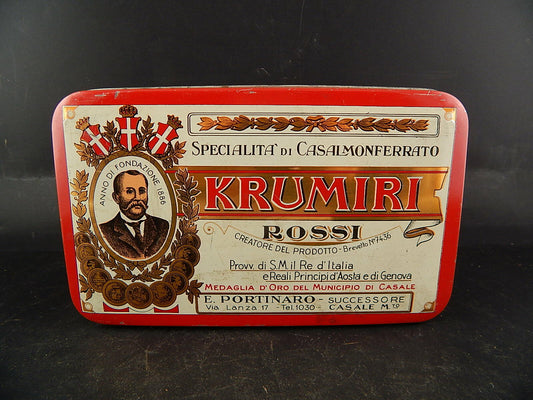 ANNO DI FONDAZIONE 1886
SPECIALITA' DI CASALMONFERRATO
KRUMIRI
ROSSI
CREATORE DEL PRODOTTO - Brevetto N° 7436
Provv. di S.M. il Re d'Italia
e Reali Principi d'Aosta e di Genova
MEDAGLIA D'ORO DEL MUNICIPIO DI CASALE
E. PORTINARO - SUCCESSORE
Via Lanza 17 - Tel. 1030 - CASALE M.TO